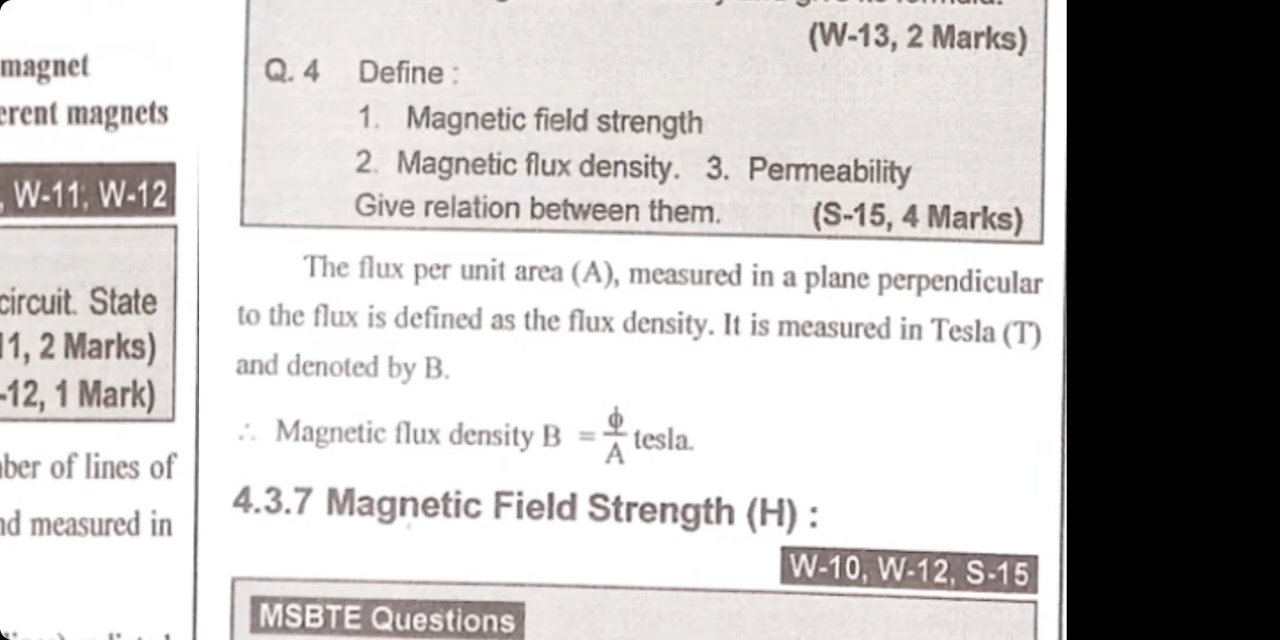 magnet
erent magnets
, W-11, W-12
circuit. State
11, 2 Marks)
-12, 1 Mark)
ber of lines of
nd measured in
(W-13, 2 Marks)
Q. 4 Define :
1. Magnetic field strength
2. Magnetic flux density. 3. Permeability
Give relation between them. (S-15, 4 Marks)
The flux per unit area (A), measured in a plane perpendicular
to the flux is defined as the flux density. It is measured in Tesla (T)
and denoted by B.
∴ Magnetic flux density B = ϕ/A tesla.
4.3.7 Magnetic Field Strength (H) :
W-10, W-12, S-15
MSBTE Questions